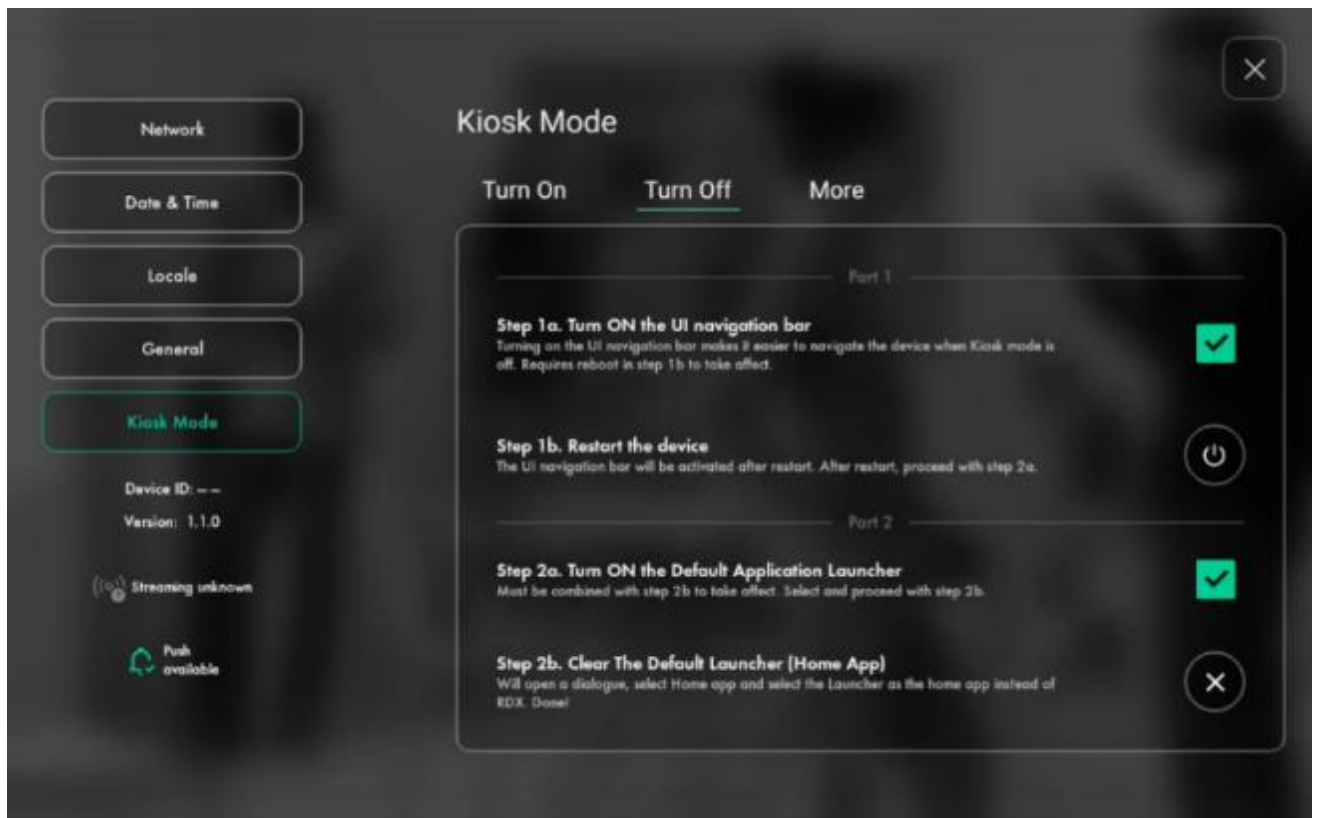 Network
Date & Time
Locale
General
Kiosk Mode
Device ID: – –
Version: 1.1.0
Streaming unknown
Push
available
Kiosk Mode
Turn On Turn Off More
Part 1
Step 1a. Turn ON the UI navigation bar
Turning on the UI navigation bar makes it easier to navigate the device when Kiosk mode is
off. Requires reboot in step 1b to take affect.
Step 1b. Restart the device
The UI navigation bar will be activated after restart. After restart, proceed with step 2a.
Part 2
Step 2a. Turn ON the Default Application Launcher
Must be combined with step 2b to take effect. Select and proceed with step 2b.
Step 2b. Clear The Default Launcher (Home App)
Will open a dialogue, select Home app and select the Launcher as the home app instead of
RDX. Done!